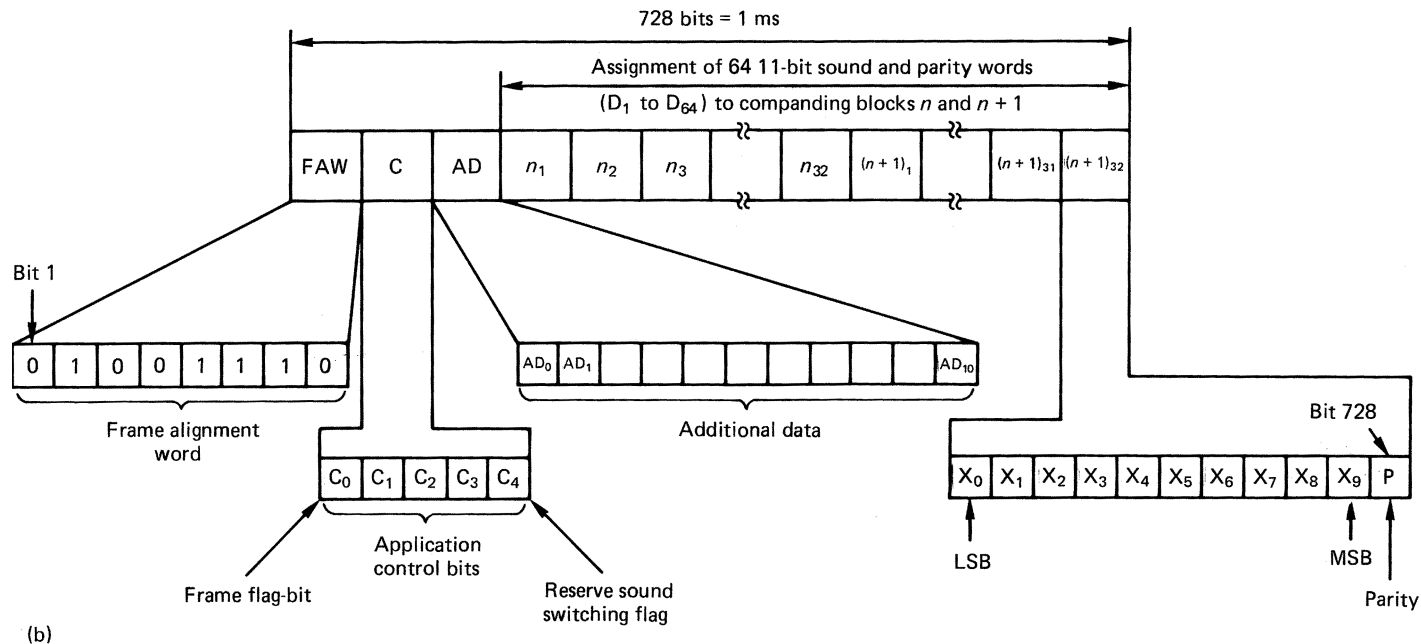 728 bits = 1 ms
Assignment of 64 11-bit sound and parity words
(D₁ to D₆₄) to companding blocks n and n + 1
FAW C AD n₁ n₂ n₃ n₃₂ (n + 1)₁ (n + 1)₃₁ (n + 1)₃₂
Bit 1
0 1 0 0 1 1 1 0
AD₀ AD₁ AD₁₀
Frame alignment
word
Additional data
Bit 728
C₀ C₁ C₂ C₃ C₄
X₀ X₁ X₂ X₃ X₄ X₅ X₆ X₇ X₈ X₉ P
Application
control bits
LSB
MSB
Frame flag-bit
Reserve sound
switching flag
Parity
(b)